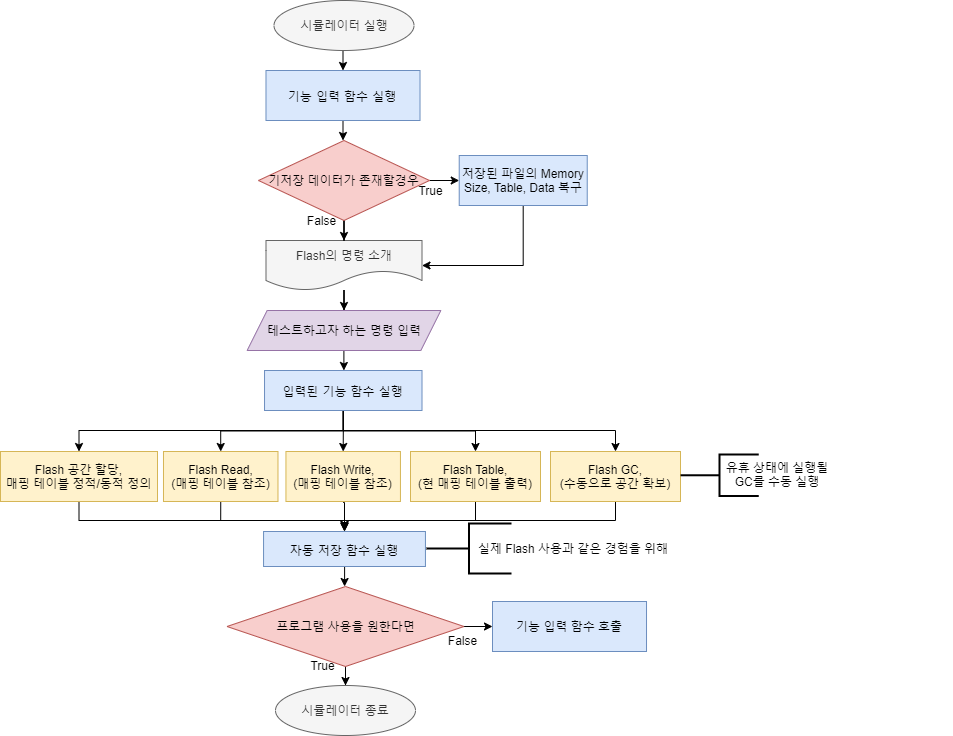 시뮬레이터 실행
기능 입력 함수 실행
기저장 데이터가 존재할경우
True
저장된 파일의 Memory
Size, Table, Data 복구
False
Flash의 명령 소개
테스트하고자 하는 명령 입력
입력된 기능 함수 실행
Flash 공간 할당,
매핑 테이블 정적/동적 정의
Flash Read,
(매핑 테이블 참조)
Flash Write,
(매핑 테이블 참조)
Flash Table,
(현 매핑 테이블 출력)
Flash GC,
(수동으로 공간 확보)
유휴 상태에 실행될
GC를 수동 실행
자동 저장 함수 실행
실제 Flash 사용과 같은 경험을 위해
프로그램 사용을 원한다면
False
기능 입력 함수 호출
True
시뮬레이터 종료